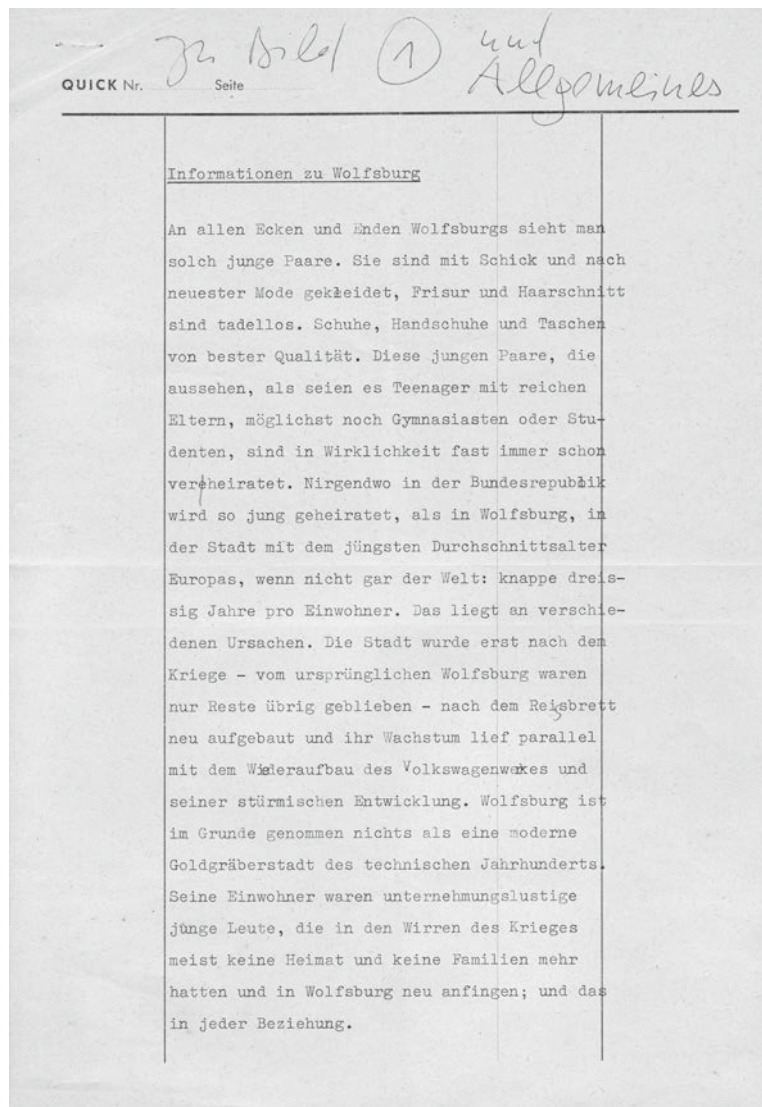 zu Bild 1 und
Allgemeines
QUICK Nr. Seite
Informationen zu Wolfsburg
An allen Ecken und Enden Wolfsburgs sieht man
solch junge Paare. Sie sind mit Schick und nach
neuester Mode gekleidet, Frisur und Haarschnitt
sind tadellos. Schuhe, Handschuhe und Taschen
von bester Qualität. Diese jungen Paare, die
aussehen, als seien es Teenager mit reichen
Eltern, möglichst noch Gymnasiasten oder Stu-
denten, sind in Wirklichkeit fast immer schon
verheiratet. Nirgendwo in der Bundesrepublik
wird so jung geheiratet, als in Wolfsburg, in
der Stadt mit dem jüngsten Durchschnittsalter
Europas, wenn nicht gar der Welt: knappe dreis-
sig Jahre pro Einwohner. Das liegt an verschie-
denen Ursachen. Die Stadt wurde erst nach dem
Kriege - vom ursprünglichen Wolfsburg waren
nur Reste übrig geblieben - nach dem Reisbrett
neu aufgebaut und ihr Wachstum lief parallel
mit dem Wiederaufbau des Volkswagenwerkes und
seiner stürmischen Entwicklung. Wolfsburg ist
im Grunde genommen nichts als eine moderne
Goldgräberstadt des technischen Jahrhunderts.
Seine Einwohner waren unternehmungslustige
junge Leute, die in den Wirren des Krieges
meist keine Heimat und keine Familien mehr
hatten und in Wolfsburg neu anfingen; und das
in jeder Beziehung.